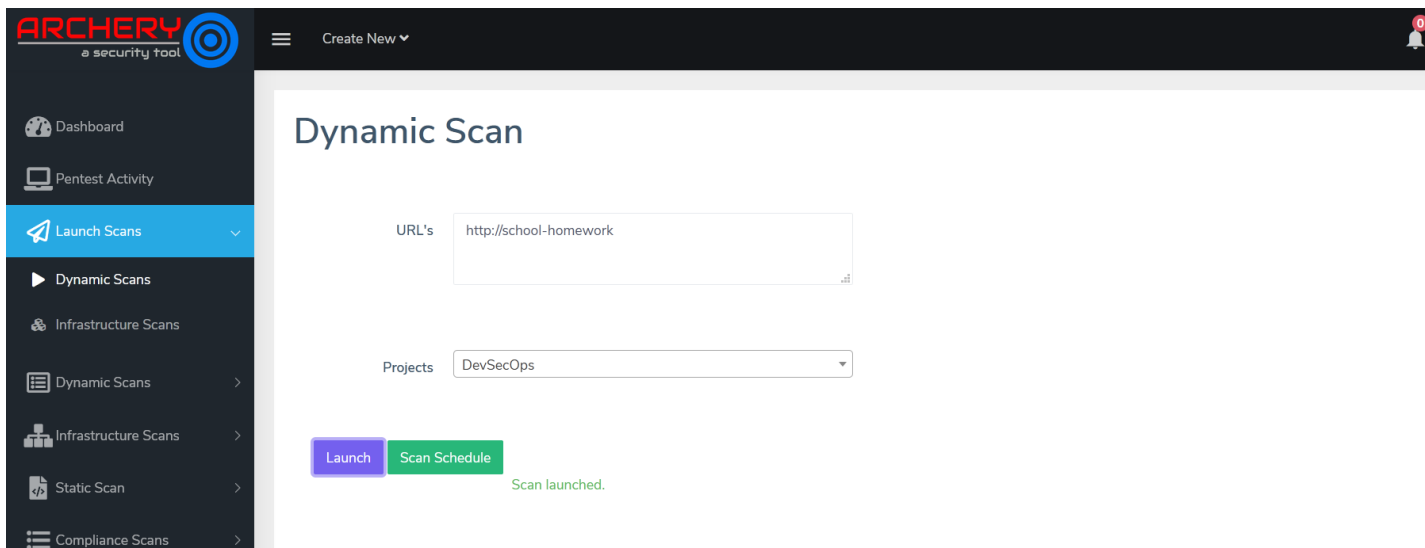 ARCHERY
a security tool
Create New
0
Dashboard
Pentest Activity
Launch Scans
Dynamic Scans
Infrastructure Scans
Dynamic Scans
Infrastructure Scans
Static Scan
Compliance Scans
Dynamic Scan
URL's
http://school-homework
Projects
DevSecOps
Launch
Scan Schedule
Scan launched.